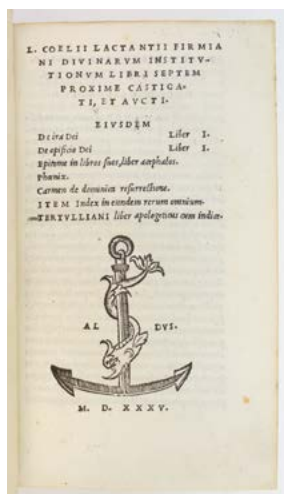 L. COELII LACTANTII FIRMIA
NI DIVINARVM INSTITV-
TIONVM LIBRI SEPTEM
PROXIME CASTIGA-
TI, ET AVCTI.
EIVSDEM
De ira Dei Liber I.
De opificio Dei Liber I.
Epitome in libros suos, liber acephalos.
Phœnix.
Carmen de dominica resurrectione.
ITEM Index in eundem rerum omnium.
TERTVLLIANI liber apologeticus cum indice.
AL DVS.
M. D. XXXV.